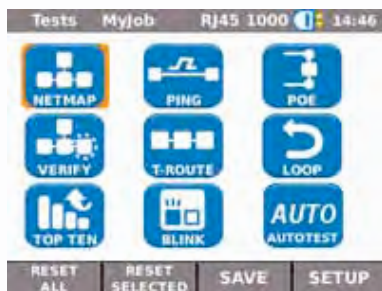 Tests MyJob RJ45 1000 14:46
NETMAP PING POE
VERIFY T-ROUTE LOOP
AUTO
TOP TEN BLINK AUTOTEST
RESET ALL RESET SELECTED SAVE SETUP